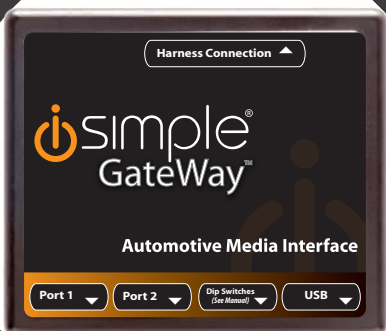 Harness Connection
isimple®
GateWay™
Automotive Media Interface
Port 1
Port 2
Dip Switches
(See Manual)
USB